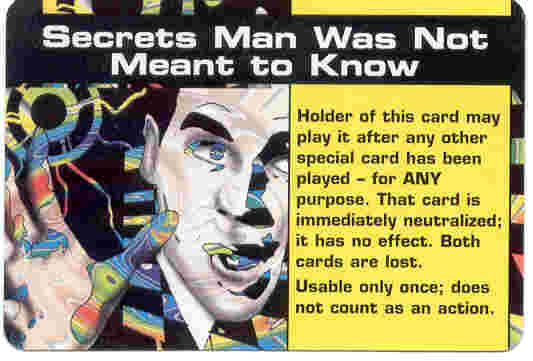 Secrets Man Was Not
Meant to Know
Holder of this card may
play it after any other
special card has been
played – for ANY
purpose. That card is
immediately neutralized;
it has no effect. Both
cards are lost.
Usable only once; does
not count as an action.